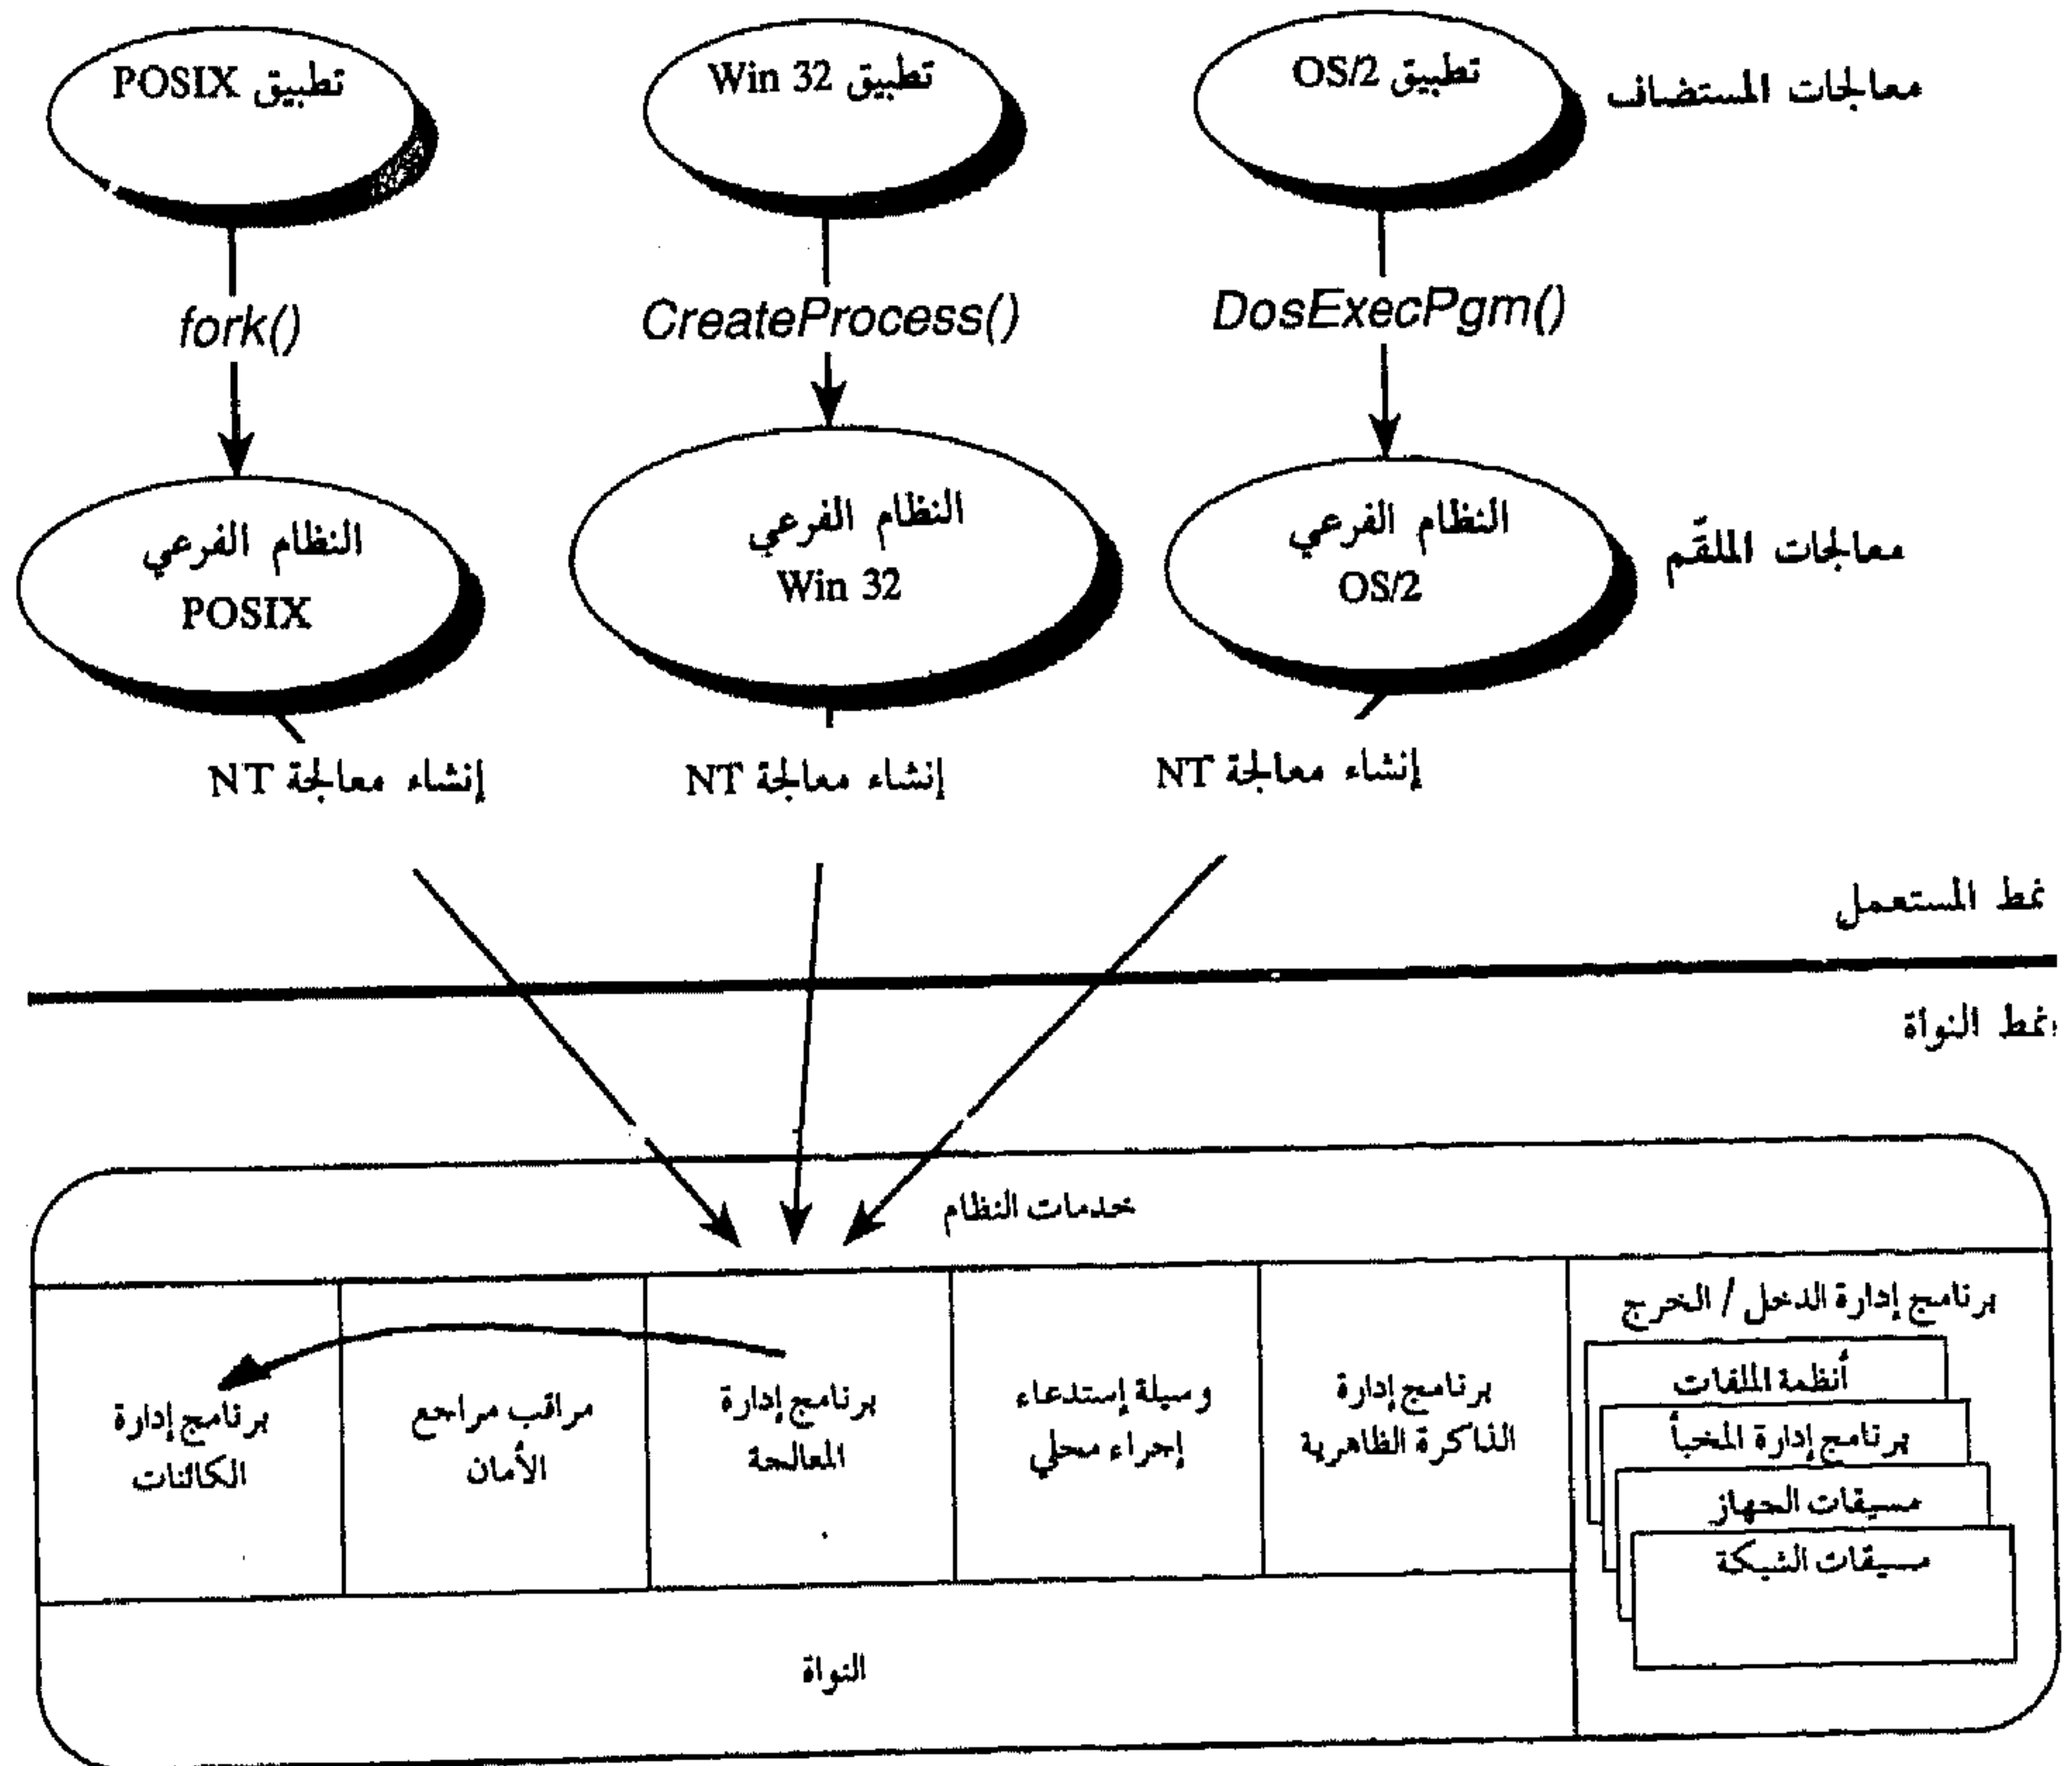 معالجات المستضاف
تطبيق OS/2
تطبيق Win 32
تطبيق POSIX
DosExecPgm()
CreateProcess()
fork()
معالجات الملقّم
النظام الفرعي
OS/2
النظام الفرعي
Win 32
النظام الفرعي
POSIX
إنشاء معالجة NT
إنشاء معالجة NT
إنشاء معالجة NT
نمط المستعمل
نمط النواة
خدمات النظام
برنامج إدارة الدخل / الخرج
أنظمة الملفات
برنامج إدارة المخبأ
مسيقات الجهاز
مسيقات الشبكة
برنامج إدارة
الذاكرة الظاهرية
وسيلة إستدعاء
إجراء محلي
برنامج إدارة
المعالجة
مراقب مراجع
الأمان
برنامج إدارة
الكائنات
النواة